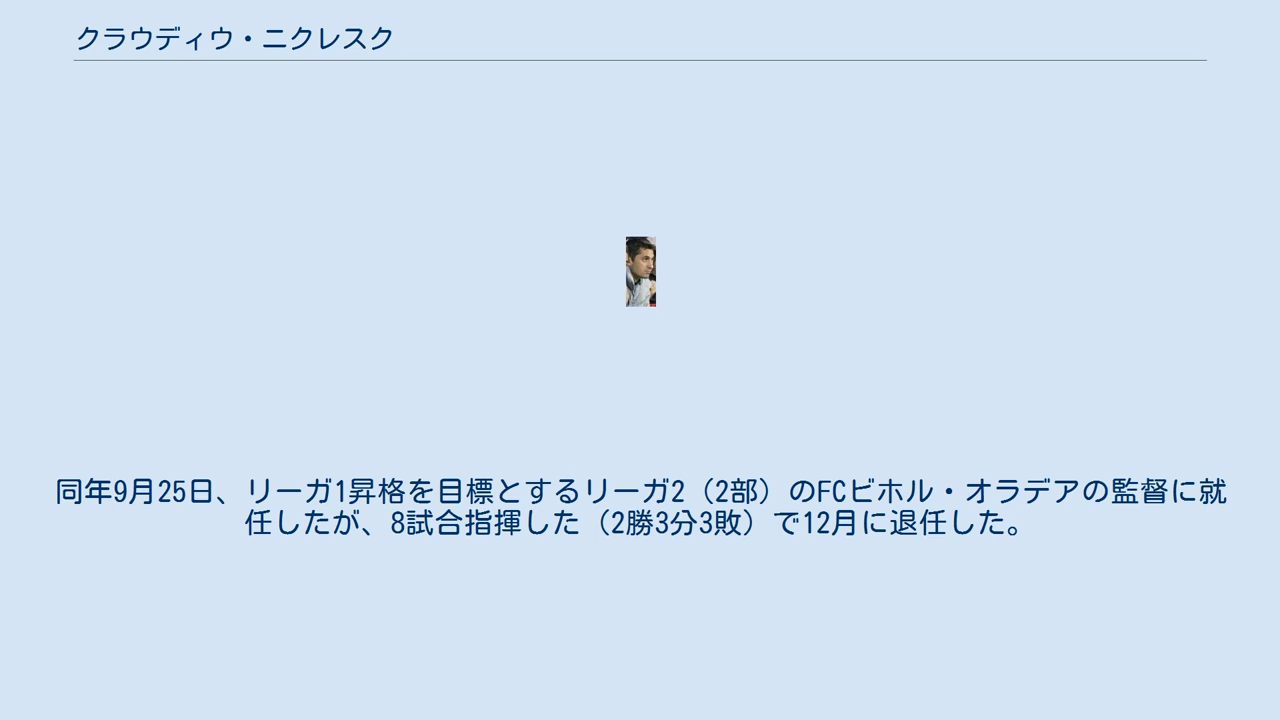 クラウディウ・ニクレスク
同年9月25日、リーガ1昇格を目標とするリーガ2（2部）のFCビホル・オラデアの監督に就
任したが、8試合指揮した（2勝3分3敗）で12月に退任した。